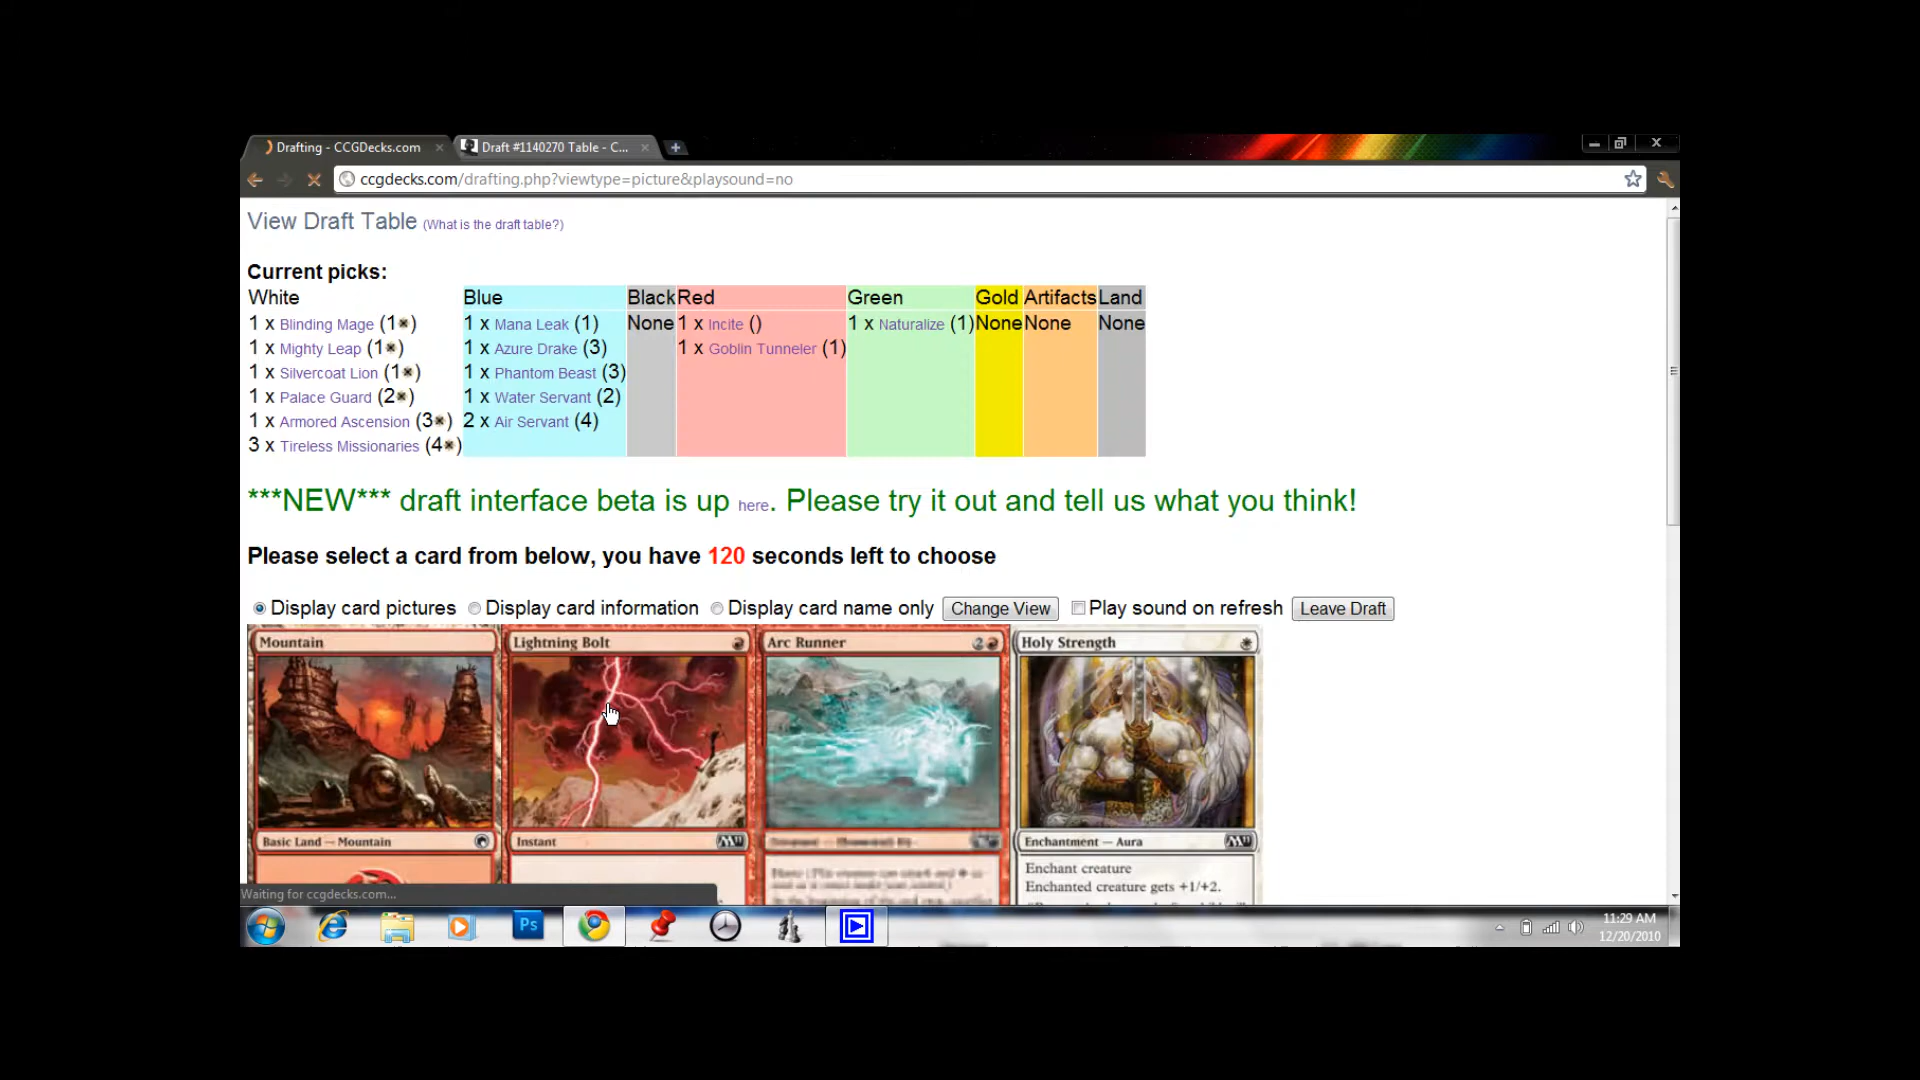 Drafting - CCGDecks.com
Draft #1140270 Table - C...
ccgdecks.com/drafting.php?viewtype=picture&playsound=no
View Draft Table (What is the draft table?)
Current picks:
White Blue Black Red Green Gold Artifacts Land
1 x Blinding Mage (1) 1 x Mana Leak (1) None 1 x Incite () 1 x Naturalize (1) None None None
1 x Mighty Leap (1) 1 x Azure Drake (3) 1 x Goblin Tunneler (1)
1 x Silvercoat Lion (1) 1 x Phantom Beast (3)
1 x Palace Guard (2) 1 x Water Servant (2)
1 x Armored Ascension (3) 2 x Air Servant (4)
3 x Tireless Missionaries (4)
***NEW*** draft interface beta is up here. Please try it out and tell us what you think!
Please select a card from below, you have 120 seconds left to choose
Display card pictures Display card information Display card name only Change View Play sound on refresh Leave Draft
Mountain Lightning Bolt Arc Runner 2 Holy Strength
Basic Land — Mountain Instant M11 Enchantment — Aura M11
Enchant creature
Enchanted creature gets +1/+2.
Waiting for ccgdecks.com...
Ps
11:29 AM
12/20/2010